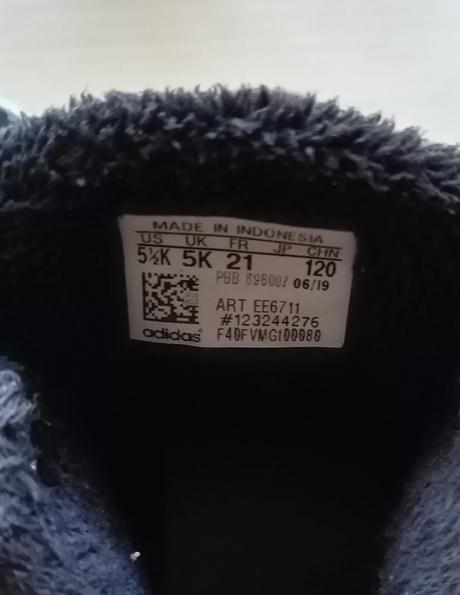 MADE IN INDONESIA
US UK FR JP CHN
5½K 5K 21 120
PBB 698007 06/19
ART EE6711
#123244276
adidas F40FVMG100080